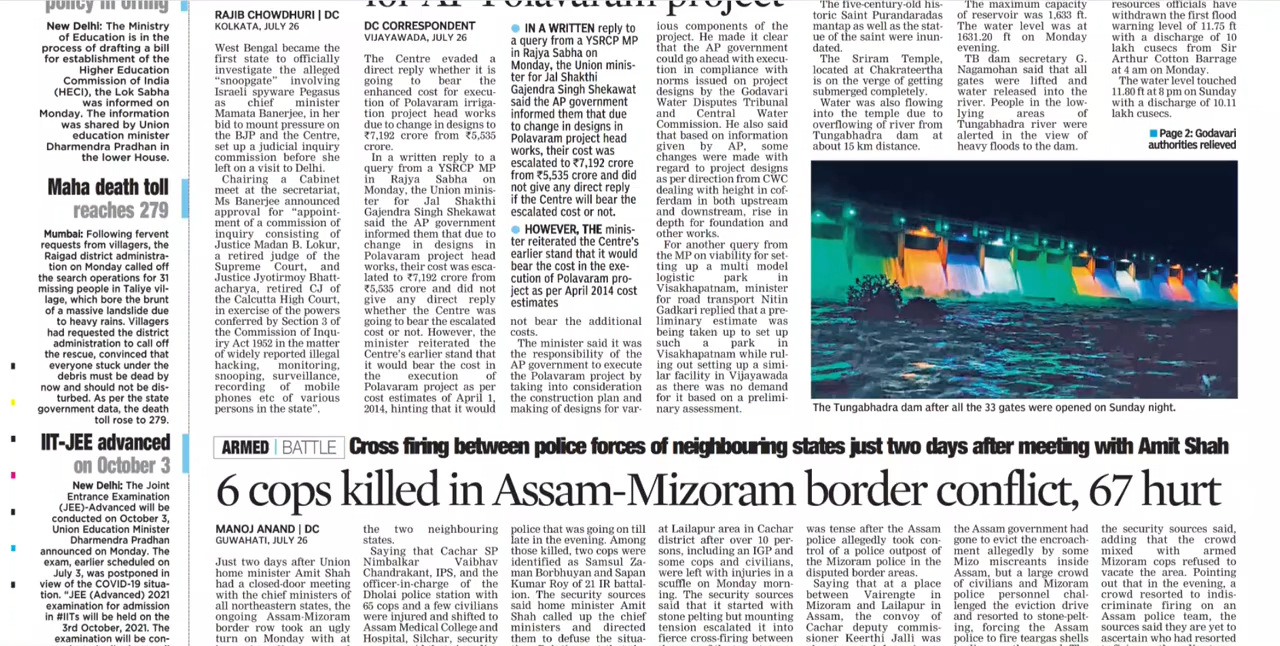 policy in offing
New Delhi: The Ministry
of Education is in the
process of drafting a bill
for establishment of the
Higher Education
Commission of India
(HECI), the Lok Sabha
was informed on
Monday. The information
was shared by Union
education minister
Dharmendra Pradhan in
the lower House.
Maha death toll
reaches 279
Mumbai: Following fervent
requests from villagers, the
Raigad district administra-
tion on Monday called off
the search operations for 31
missing people in Taliye vil-
lage, which bore the brunt
of a massive landslide due
to heavy rains. Villagers
had requested the district
administration to call off
the rescue, convinced that
everyone stuck under the
debris must be dead by
now and should not be dis-
turbed. As per the state
government data, the death
toll rose to 279.
IIT-JEE advanced
on October 3
New Delhi: The Joint
Entrance Examination
(JEE)-Advanced will be
conducted on October 3,
Union Education Minister
Dharmendra Pradhan
announced on Monday. The
exam, earlier scheduled on
July 3, was postponed in
view of the COVID-19 situa-
tion. "JEE (Advanced) 2021
examination for admission
in #IITs will be held on the
3rd October, 2021. The
examination will be con-
RAJIB CHOWDHURI | DC
KOLKATA, JULY 26
West Bengal became the
first state to officially
investigate the alleged
"snoopgate" involving
Israeli spyware Pegasus
as chief minister
Mamata Banerjee, in her
bid to mount pressure on
the BJP and the Centre,
set up a judicial inquiry
commission before she
left on a visit to Delhi.
Chairing a Cabinet
meet at the secretariat,
Ms Banerjee announced
approval for "appoint-
ment of a commission of
inquiry consisting of
Justice Madan B. Lokur,
a retired judge of the
Supreme Court, and
Justice Jyotirmoy Bhatt-
acharya, retired CJ of
the Calcutta High Court,
in exercise of the powers
conferred by Section 3 of
the Commission of Inqu-
iry Act 1952 in the matter
of widely reported illegal
hacking, monitoring,
snooping, surveillance,
recording of mobile
phones etc of various
persons in the state".
for AP Polavaram project
DC CORRESPONDENT
VIJAYAWADA, JULY 26
The Centre evaded a
direct reply whether it is
going to bear the
enhanced cost for execu-
tion of Polavaram irriga-
tion project head works
due to change in designs to
₹7,192 crore from ₹5,535
crore.
In a written reply to a
query from a YSRCP MP
in Rajya Sabha on
Monday, the Union minis-
ter for Jal Shakthi
Gajendra Singh Shekawat
said the AP government
informed them that due to
change in designs in
Polavaram project head
works, their cost was esca-
lated to ₹7,192 crore from
₹5,535 crore and did not
give any direct reply
whether the Centre was
going to bear the escalated
cost or not. However, the
minister reiterated the
Centre's earlier stand that
it would bear the cost in
the execution of
Polavaram project as per
cost estimates of April 1,
2014, hinting that it would
IN A WRITTEN reply to
a query from a YSRCP MP
in Rajya Sabha on
Monday, the Union minis-
ter for Jal Shakthi
Gajendra Singh Shekawat
said the AP government
informed them that due
to change in designs in
Polavaram project head
works, their cost was
escalated to ₹7,192 crore
from ₹5,535 crore and did
not give any direct reply
if the Centre will bear the
escalated cost or not.
HOWEVER, THE minis-
ter reiterated the Centre's
earlier stand that it would
bear the cost in the exe-
cution of Polavaram pro-
ject as per April 2014 cost
estimates
not bear the additional
costs.
The minister said it was
the responsibility of the
AP government to execute
the Polavaram project by
taking into consideration
the construction plan and
making of designs for var-
ious components of the
project. He made it clear
that the AP government
could go ahead with execu-
tion in compliance with
norms issued on project
designs by the Godavari
Water Disputes Tribunal
and Central Water
Commission. He also said
that based on information
given by AP, some
changes were made with
regard to project designs
as per direction from CWC
dealing with height in cof-
ferdam in both upstream
and downstream, rise in
depth for foundation and
other works.
For another query from
the MP on viability for set-
ting up a multi model
logistic park in
Visakhapatnam, minister
for road transport Nitin
Gadkari replied that a pre-
liminary estimate was
being taken up to set up
such a park in
Visakhapatnam while rul-
ing out setting up a simi-
lar facility in Vijayawada
as there was no demand
for it based on a prelimi-
nary assessment.
The five-century-old his-
toric Saint Purandaradas
mantap as well as the stat-
ue of the saint were inun-
dated.
The Sriram Temple,
located at Chakrateertha
is on the verge of getting
submerged completely.
Water was also flowing
into the temple due to
overflowing of river from
Tungabhadra dam at
about 15 km distance.
The maximum capacity
of reservoir was 1,633 ft.
The water level was at
1631.20 ft on Monday
evening.
TB dam secretary G.
Nagamohan said that all
gates were lifted and
water released into the
river. People in the low-
lying areas of
Tungabhadra river were
alerted in the view of
heavy floods to the dam.
resources officials have
withdrawn the first flood
warning level of 11.75 ft
with a discharge of 10
lakh cusecs from Sir
Arthur Cotton Barrage
at 4 am on Monday.
The water level touched
11.80 ft at 8 pm on Sunday
with a discharge of 10.11
lakh cusecs.
Page 2: Godavari
authorities relieved
The Tungabhadra dam after all the 33 gates were opened on Sunday night.
ARMED | BATTLE Cross firing between police forces of neighbouring states just two days after meeting with Amit Shah
6 cops killed in Assam-Mizoram border conflict, 67 hurt
MANOJ ANAND | DC
GUWAHATI, JULY 26
Just two days after Union
home minister Amit Shah
had a closed-door meeting
with the chief ministers of
all northeastern states, the
ongoing Assam-Mizoram
border row took an ugly
turn on Monday with at
the two neighbouring
states.
Saying that Cachar SP
Nimbalkar Vaibhav
Chandrakant, IPS, and the
officer-in-charge of the
Dholai police station with
65 cops and a few civilians
were injured and shifted to
Assam Medical College and
Hospital, Silchar, security
police that was going on till
late in the evening. Among
those killed, two cops were
identified as Samsul Za-
man Borbhuyan and Sapan
Kumar Roy of 21 IR battal-
ion. The security sources
said home minister Amit
Shah called up the chief
ministers and directed
them to defuse the situa-
at Lailapur area in Cachar
district after over 10 per-
sons, including an IGP and
some cops and civilians,
were left with injuries in a
scuffle on Monday morn-
ing. The security sources
said that it started with
stone pelting but mounting
tension escalated it into
fierce cross-firing between
was tense after the Assam
police allegedly took con-
trol of a police outpost of
the Mizoram police in the
disputed border areas.
Saying that at a place
between Vairengte in
Mizoram and Lailapur in
Assam, the convoy of
Cachar deputy commis-
sioner Keerthi Jalli was
the Assam government had
gone to evict the encroach-
ment allegedly by some
Mizo miscreants inside
Assam, but a large crowd
of civilians and Mizoram
police personnel chal-
lenged the eviction drive
and resorted to stone-pelt-
ing, forcing the Assam
police to fire teargas shells
the security sources said,
adding that the crowd
mixed with armed
Mizoram cops refused to
vacate the area. Pointing
out that in the evening, a
crowd resorted to indis-
criminate firing on an
Assam police team, the
sources said they are yet to
ascertain who had resorted